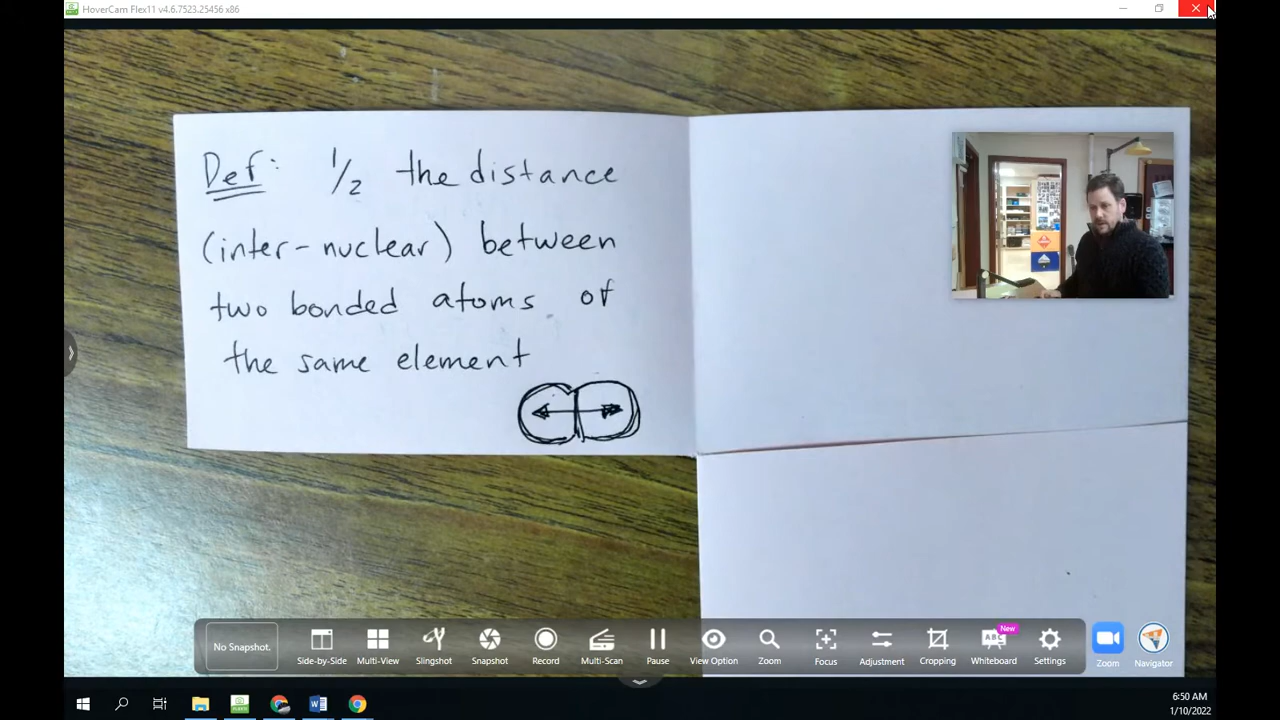 HoverCam Flex11 v4.6.7523.25456 x86
Def: 1/2 the distance
(inter-nuclear) between
two bonded atoms of
the same element
No Snapshot.
Side-by-Side
Multi-View
Slingshot
Snapshot
Record
Multi-Scan
Pause
View Option
Zoom
Focus
Adjustment
Cropping
New
ABC
Whiteboard
Settings
Zoom
Navigator
6:50 AM
1/10/2022